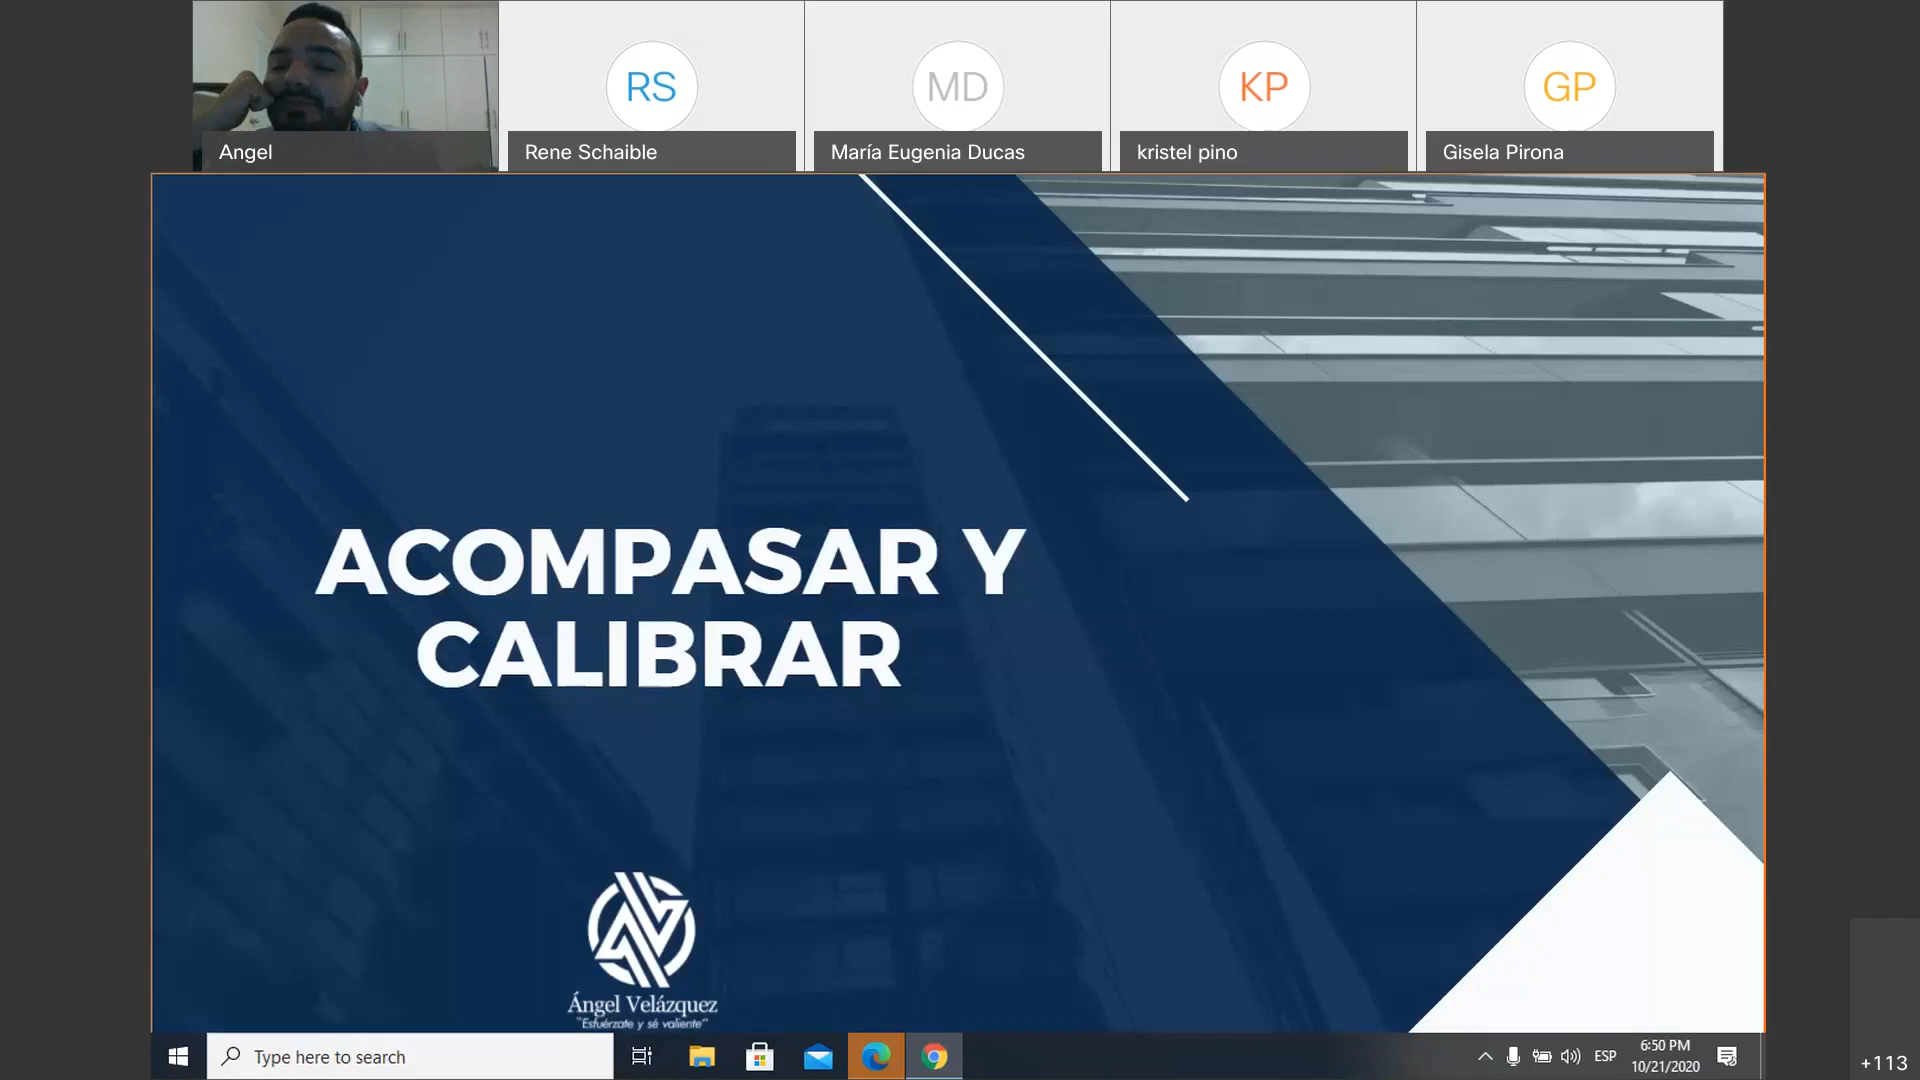 RS
MD
KP
GP
Angel
Rene Schaible
María Eugenia Ducas
kristel pino
Gisela Pirona
ACOMPASAR Y
CALIBRAR
Ángel Velázquez
"Esfuérzate y sé valiente"
Type here to search
ESP
6:50 PM
10/21/2020
+113